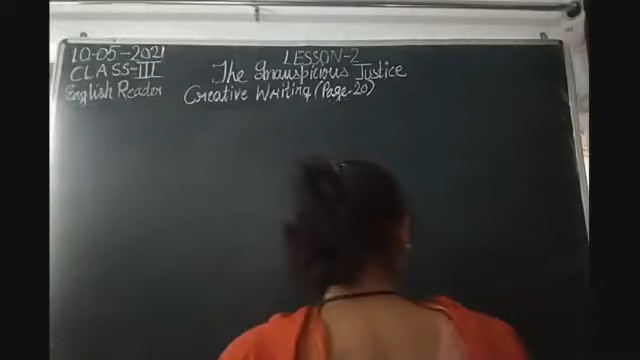 10-05-2021
CLASS-III
English Reader
LESSON-2
The Inauspicious Justice
Creative Writing (Page-20)